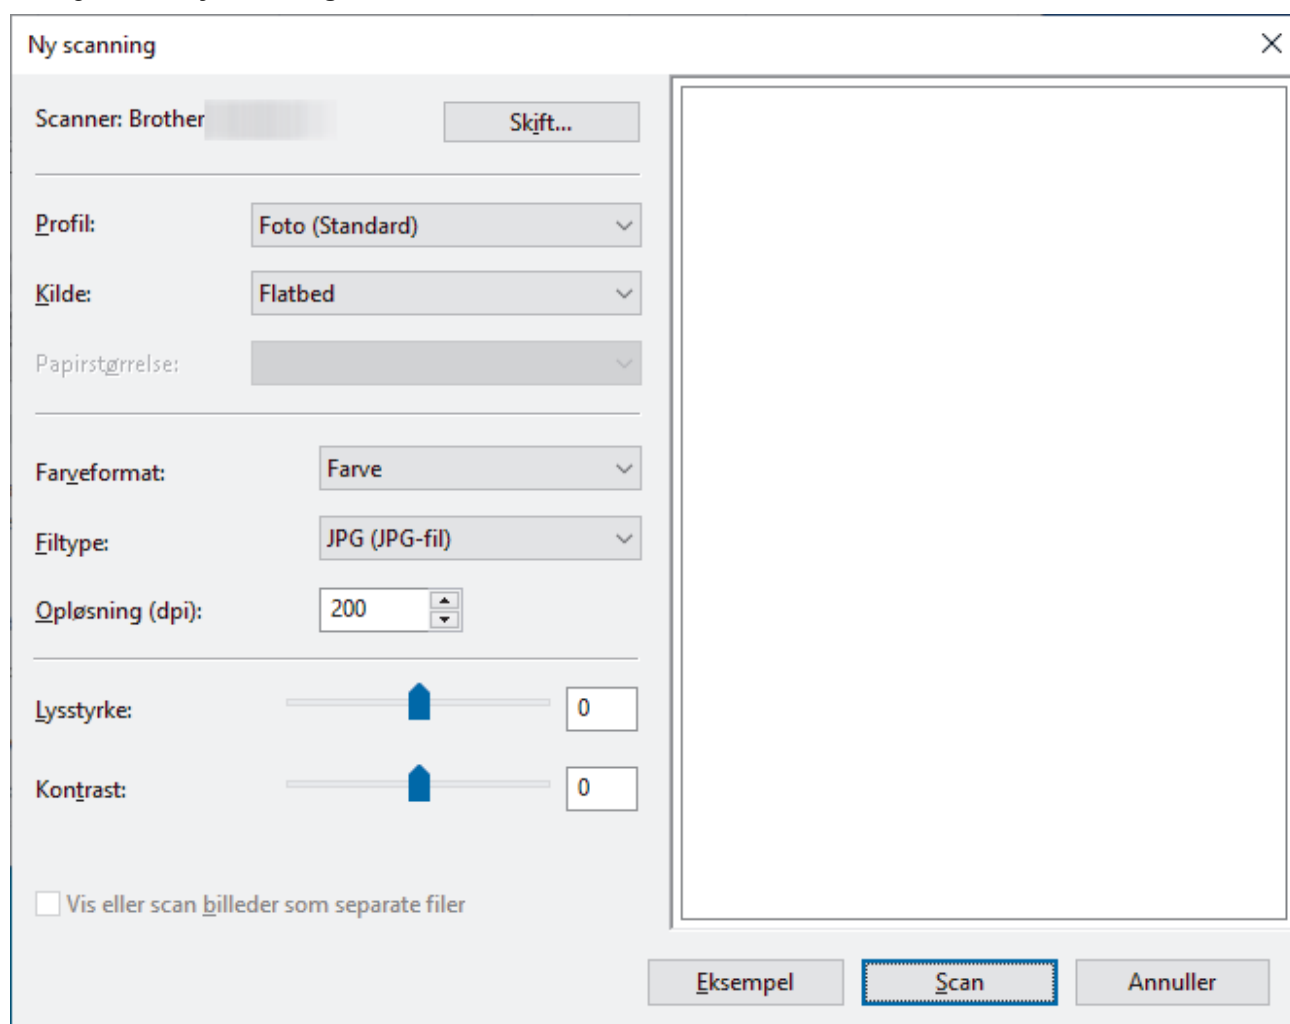 Ny scanning
Scanner: Brother
Skift...
Profil: Foto (Standard)
Kilde: Flatbed
Papirstørrelse:
Farveformat: Farve
Filtype: JPG (JPG-fil)
Opløsning (dpi): 200
Lysstyrke: 0
Kontrast: 0
Vis eller scan billeder som separate filer
Eksempel Scan Annuller